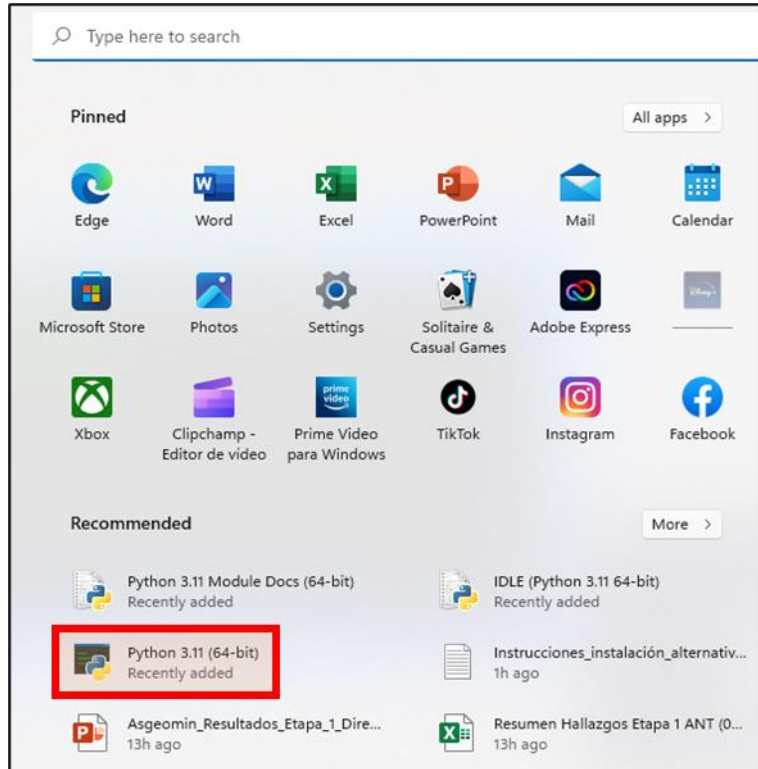 Type here to search
Pinned
All apps >
Edge
Word
Excel
PowerPoint
Mail
Calendar
Microsoft Store
Photos
Settings
Solitaire &
Casual Games
Adobe Express
Xbox
Clipchamp -
Editor de vídeo
Prime Video
para Windows
TikTok
Instagram
Facebook
Recommended
More >
Python 3.11 Module Docs (64-bit)
Recently added
IDLE (Python 3.11 64-bit)
Recently added
Python 3.11 (64-bit)
Recently added
Instrucciones_instalación_alternativ...
1h ago
Asgeomin_Resultados_Etapa_1_Dire...
13h ago
Resumen Hallazgos Etapa 1 ANT (0...
13h ago